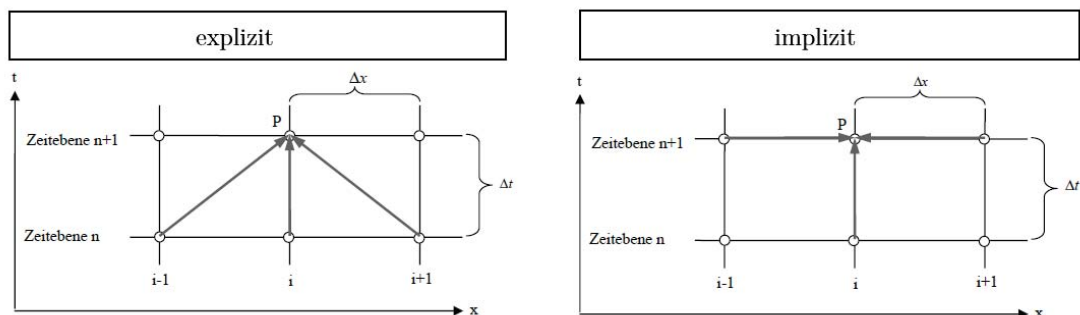 explizit
t
Δx
P
Zeitebene n+1
Δt
Zeitebene n
i-1
i
i+1
x
implizit
t
Δx
P
Zeitebene n+1
Δt
Zeitebene n
i-1
i
i+1
x